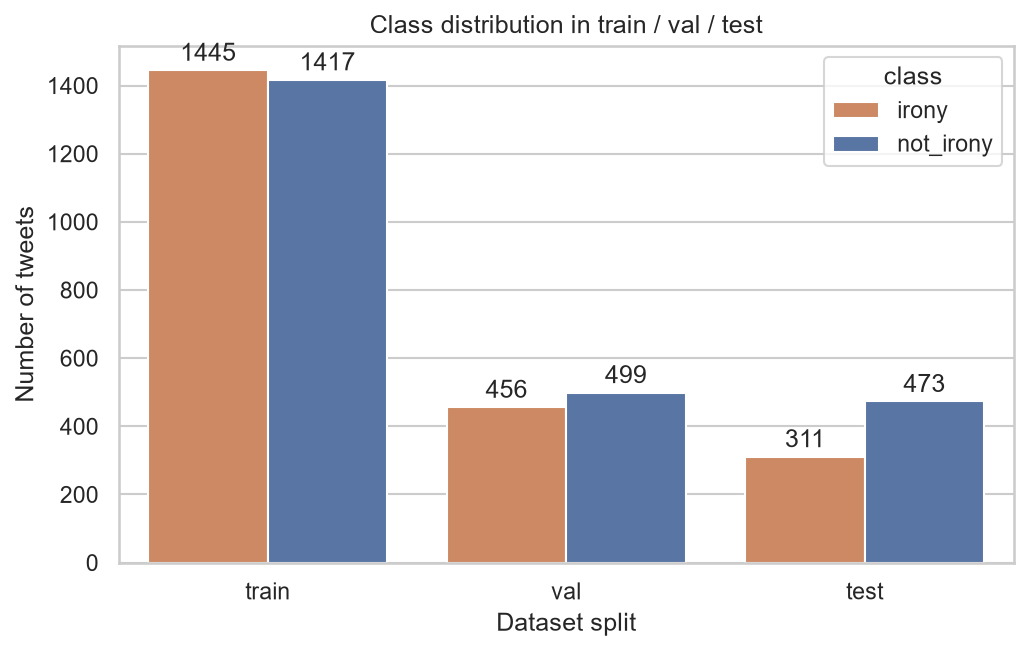 Class distribution in train / val / test
Number of tweets
1400
1200
1000
800
600
400
200
0
1445
1417
456
499
311
473
class
irony
not_irony
train
val
test
Dataset split